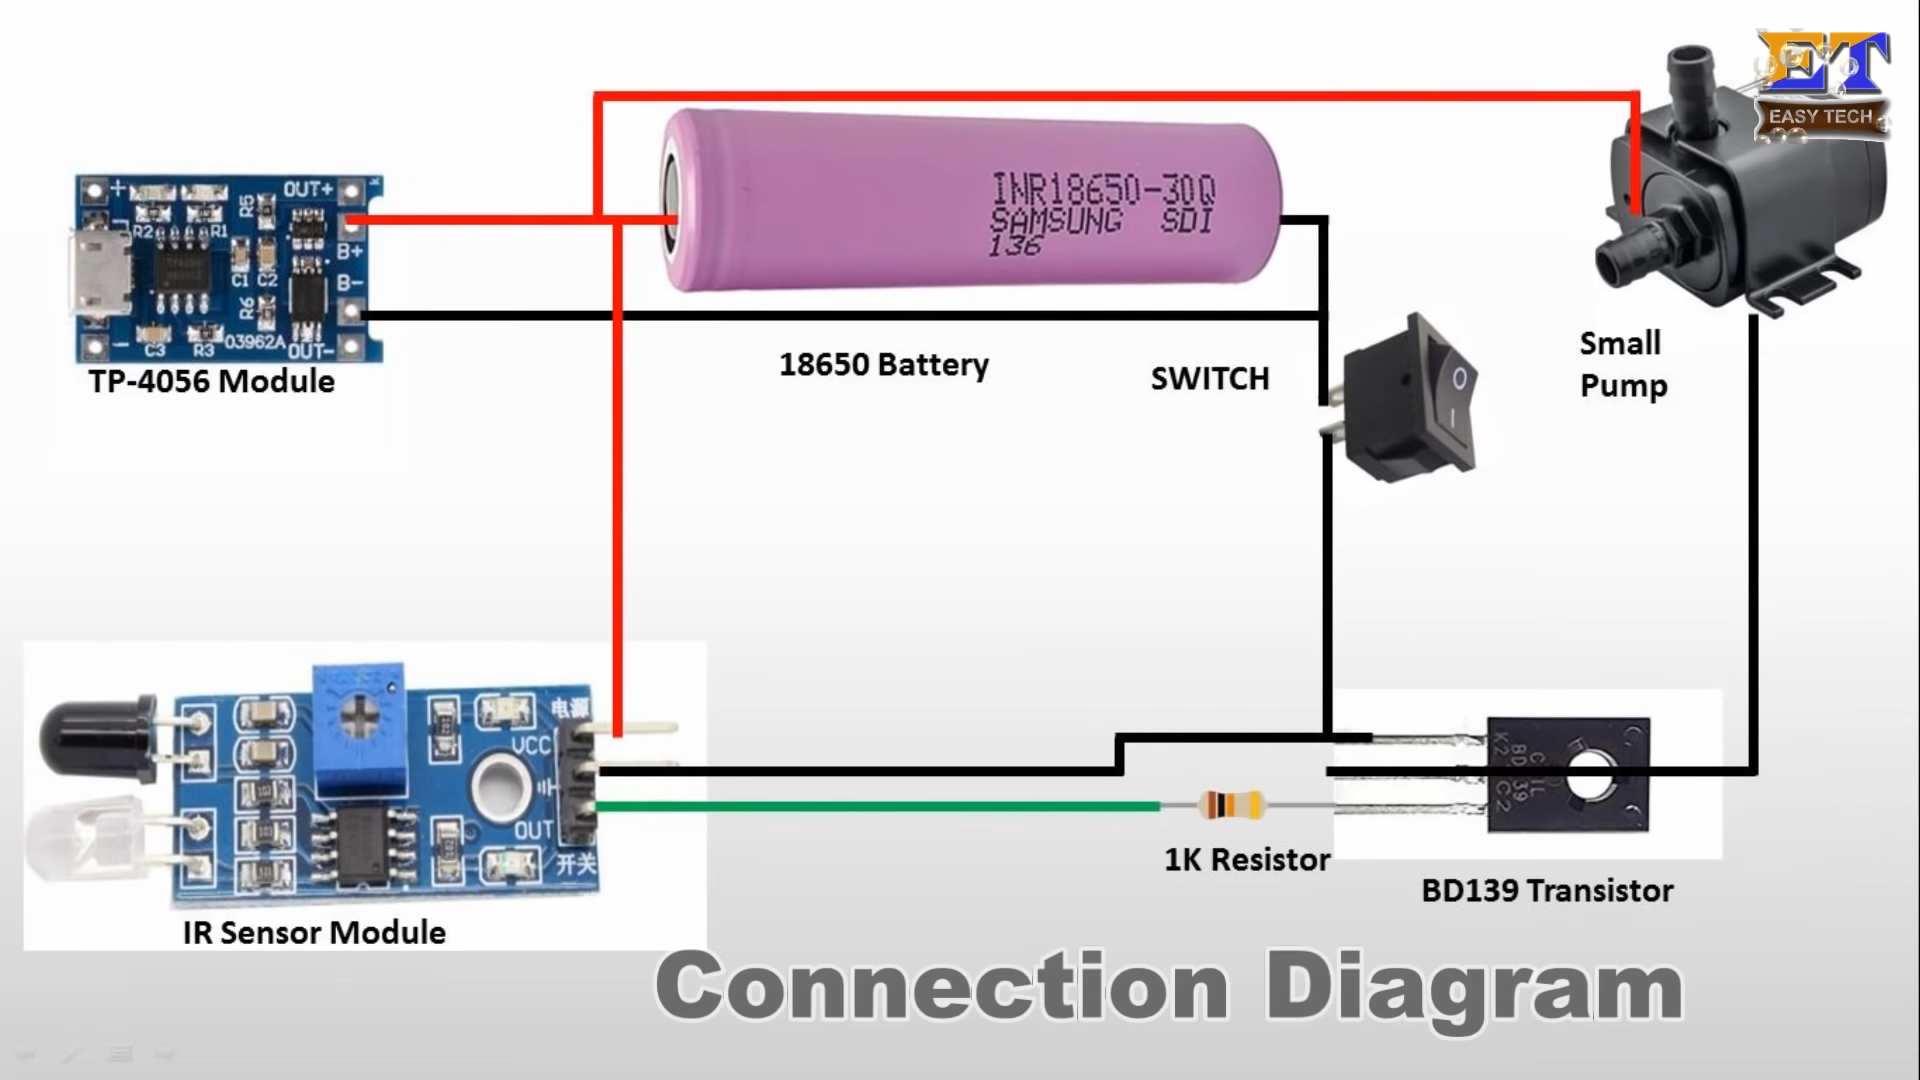 ET
EASY TECH
INR18650-30Q
SAMSUNG SDI
136
OUT+
R5
R2
R1
B+
C1
C2
B-
R6
03962A
C3
R3
OUT-
TP-4056 Module
18650 Battery
SWITCH
Small
Pump
电源
VCC
OUT
开关
IR Sensor Module
1K Resistor
BD139 Transistor
Connection Diagram